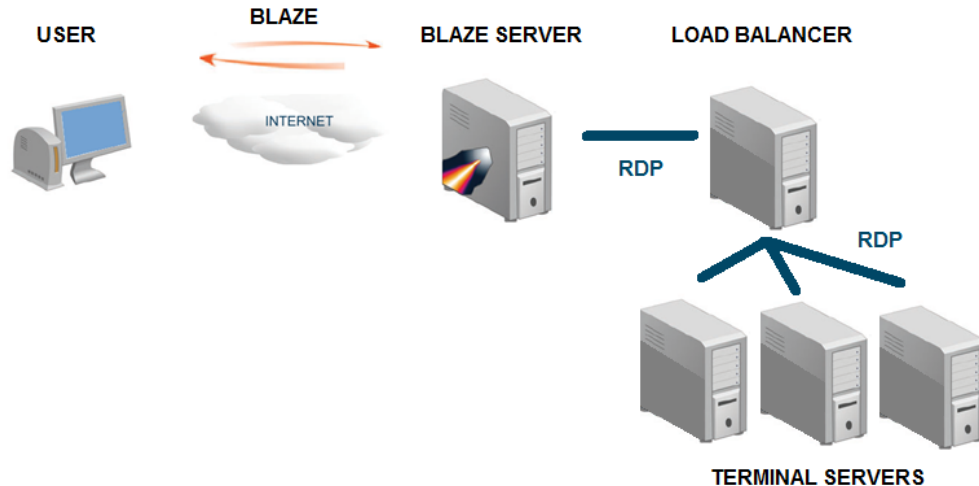 BLAZE
USER
BLAZE SERVER
LOAD BALANCER
INTERNET
RDP
RDP
TERMINAL SERVERS